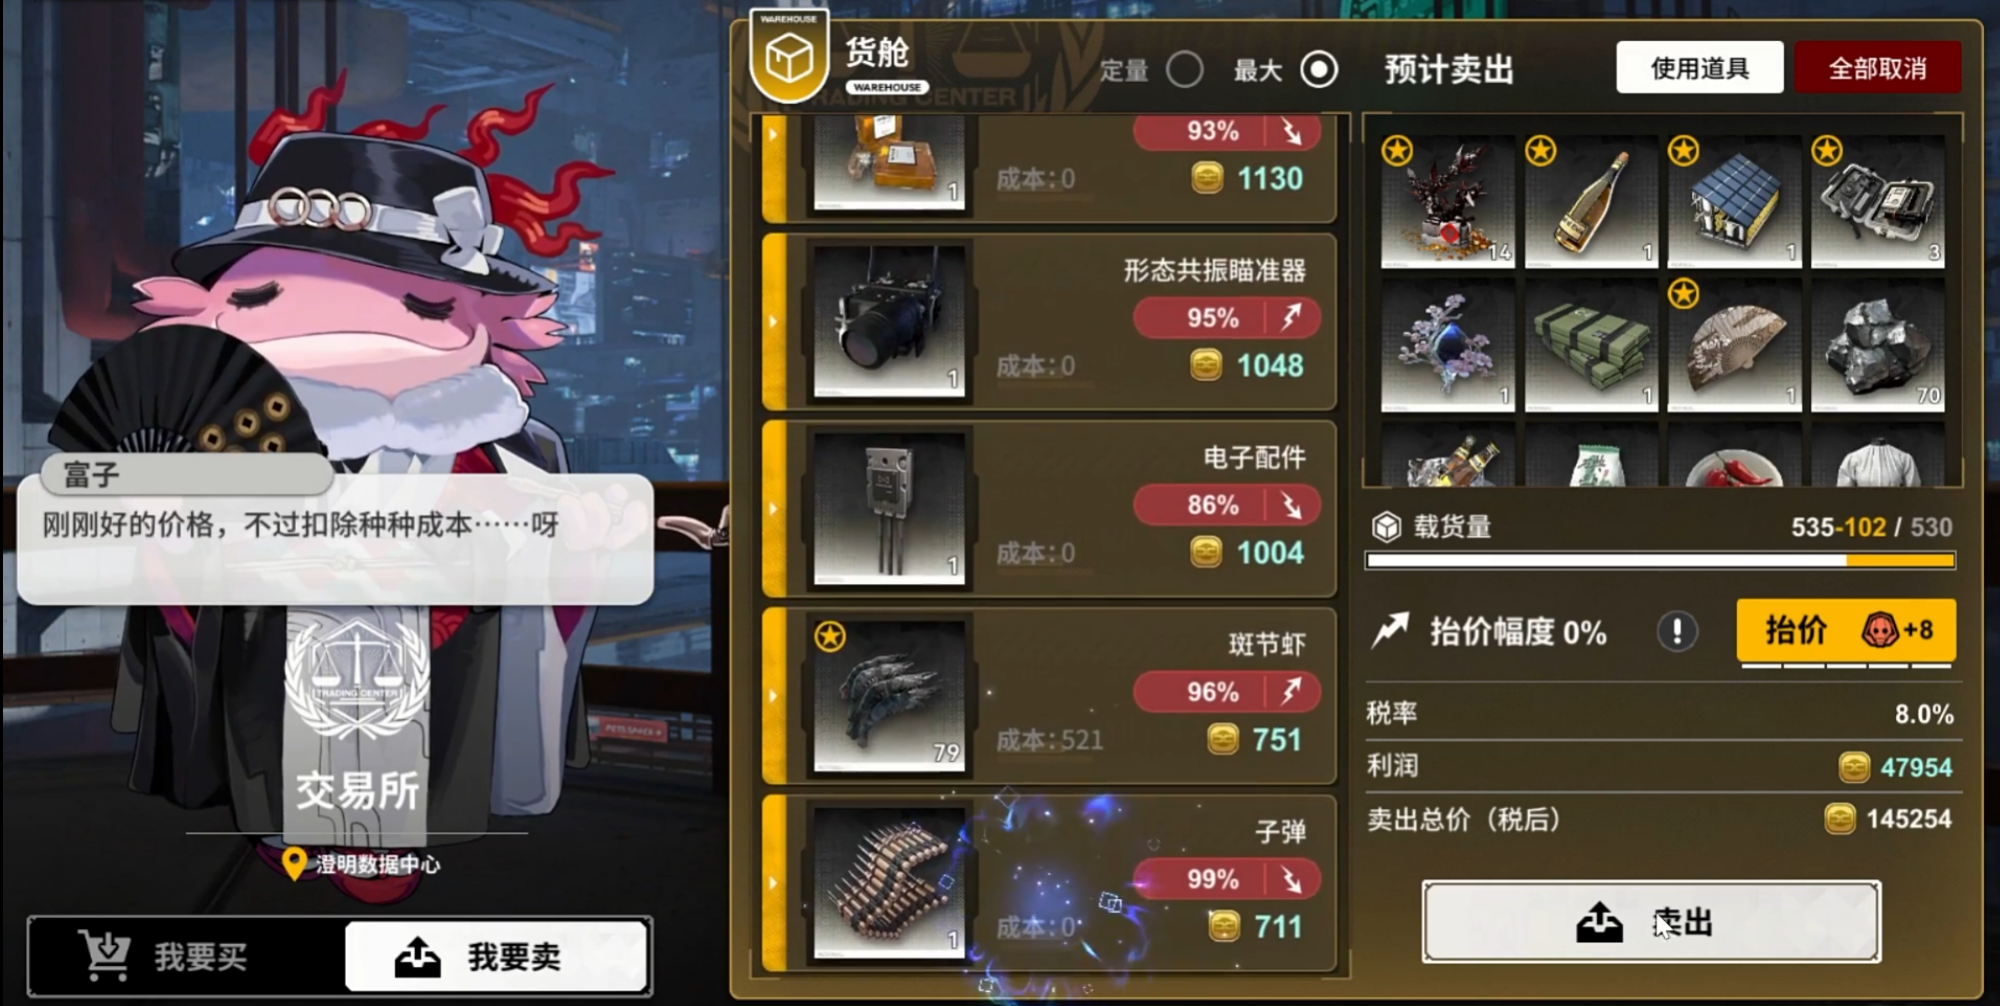 WAREHOUSE
货舱
WAREHOUSE
TRADING CENTER
定量
最大
预计卖出
使用道具
全部取消
93%
成本:0
1130
1
形态共振瞄准器
95%
成本:0
1048
1
电子配件
86%
成本:0
1004
1
斑节虾
96%
成本:521
751
79
子弹
99%
成本:0
711
1
14
1
1
3
1
1
1
70
载货量
535-102 / 530
抬价幅度 0%
抬价
+8
税率
8.0%
利润
47954
卖出总价（税后）
145254
卖出
富子
刚刚好的价格，不过扣除种种成本……呀
TRADING CENTER
交易所
澄明数据中心
我要买
我要卖